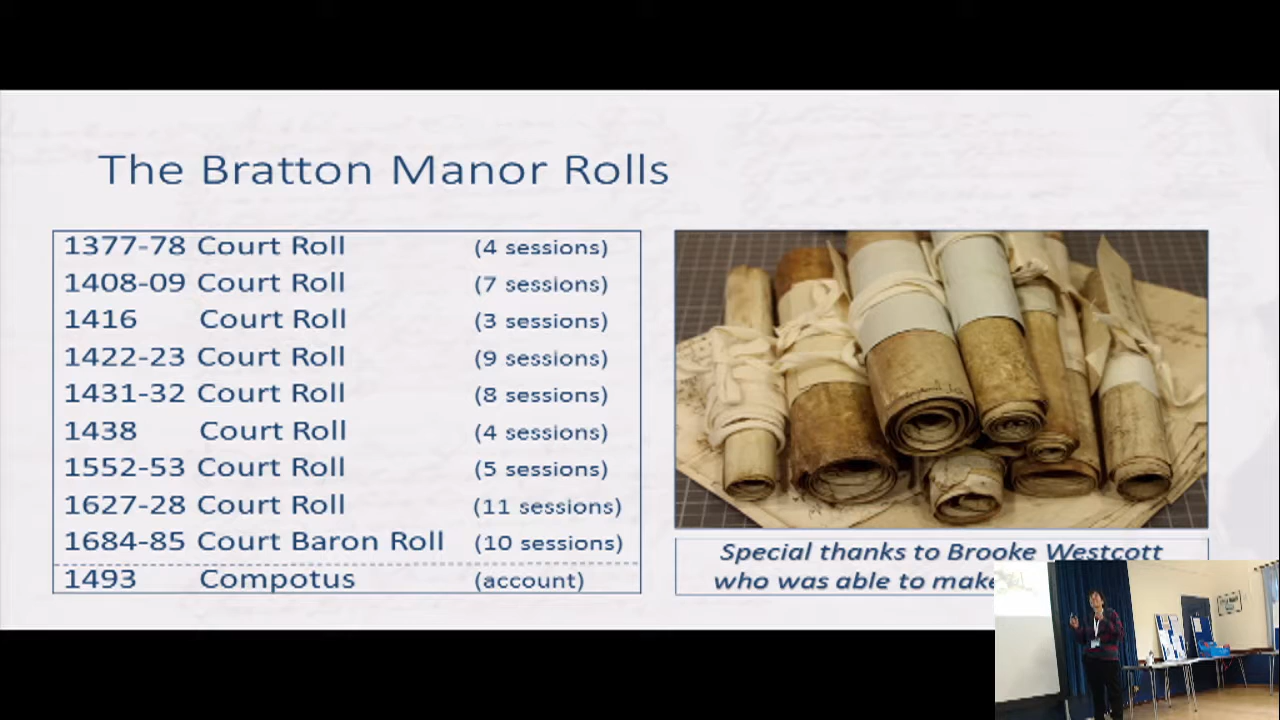 The Bratton Manor Rolls
1377-78 Court Roll (4 sessions)
1408-09 Court Roll (7 sessions)
1416 Court Roll (3 sessions)
1422-23 Court Roll (9 sessions)
1431-32 Court Roll (8 sessions)
1438 Court Roll (4 sessions)
1552-53 Court Roll (5 sessions)
1627-28 Court Roll (11 sessions)
1684-85 Court Baron Roll (10 sessions)
1493 Compotus (account)
Special thanks to Brooke Westcott
who was able to make